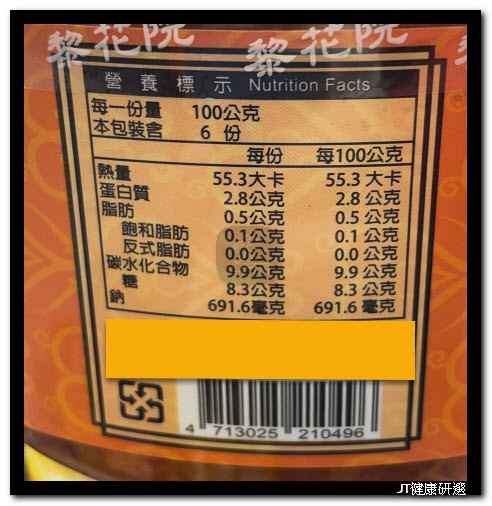 黎花院 黎花院
營養標示 Nutrition Facts
每一份量 100公克
本包裝含 6 份
每份 每100公克
熱量 55.3大卡 55.3 大卡
蛋白質 2.8公克 2.8 公克
脂肪 0.5公克 0.5 公克
飽和脂肪 0.1公克 0.1 公克
反式脂肪 0.0公克 0.0 公克
碳水化合物 9.9公克 9.9 公克
糖 8.3公克 8.3 公克
鈉 691.6毫克 691.6 毫克
4 713025 210496
JT健康研邀